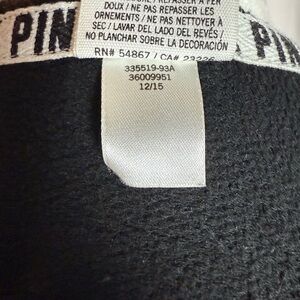 DOUX / NE PAS REPASSER LES
ORNEMENTS / NE PAS NETTOYER À
SEC / LAVAR DEL LADO DEL REVÉS /
NO PLANCHAR SOBRE LA DECORACIÓN
RN# 54867 / CA#
PIN
PIN
335519-93A
36009951
12/15